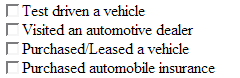 Test driven a vehicle
Visited an automotive dealer
Purchased/Leased a vehicle
Purchased automobile insurance